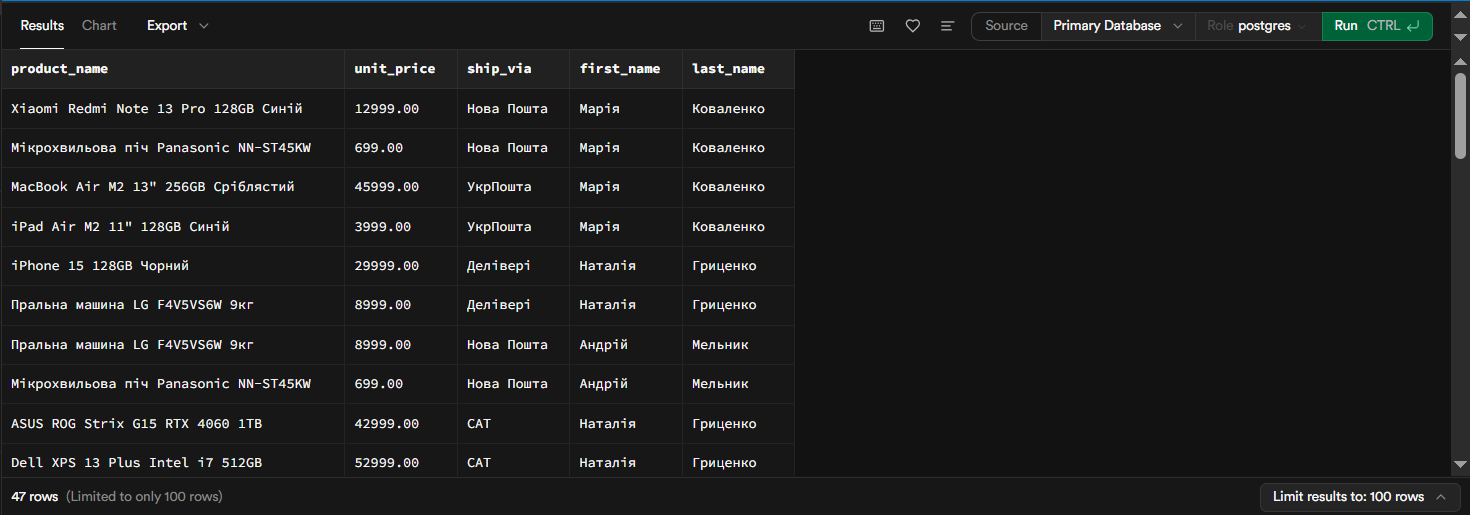 Results Chart Export Source Primary Database Role postgres Run CTRL
product_name unit_price ship_via first_name last_name
Xiaomi Redmi Note 13 Pro 128GB Синій 12999.00 Нова Пошта Марія Коваленко
Мікрохвильова піч Panasonic NN-ST45KW 699.00 Нова Пошта Марія Коваленко
MacBook Air M2 13" 256GB Сріблястий 45999.00 УкрПошта Марія Коваленко
iPad Air M2 11" 128GB Синій 3999.00 УкрПошта Марія Коваленко
iPhone 15 128GB Чорний 29999.00 Делівері Наталія Гриценко
Пральна машина LG F4V5VS6W 9кг 8999.00 Делівері Наталія Гриценко
Пральна машина LG F4V5VS6W 9кг 8999.00 Нова Пошта Андрій Мельник
Мікрохвильова піч Panasonic NN-ST45KW 699.00 Нова Пошта Андрій Мельник
ASUS ROG Strix G15 RTX 4060 1TB 42999.00 САТ Наталія Гриценко
Dell XPS 13 Plus Intel i7 512GB 52999.00 САТ Наталія Гриценко
47 rows (Limited to only 100 rows) Limit results to: 100 rows